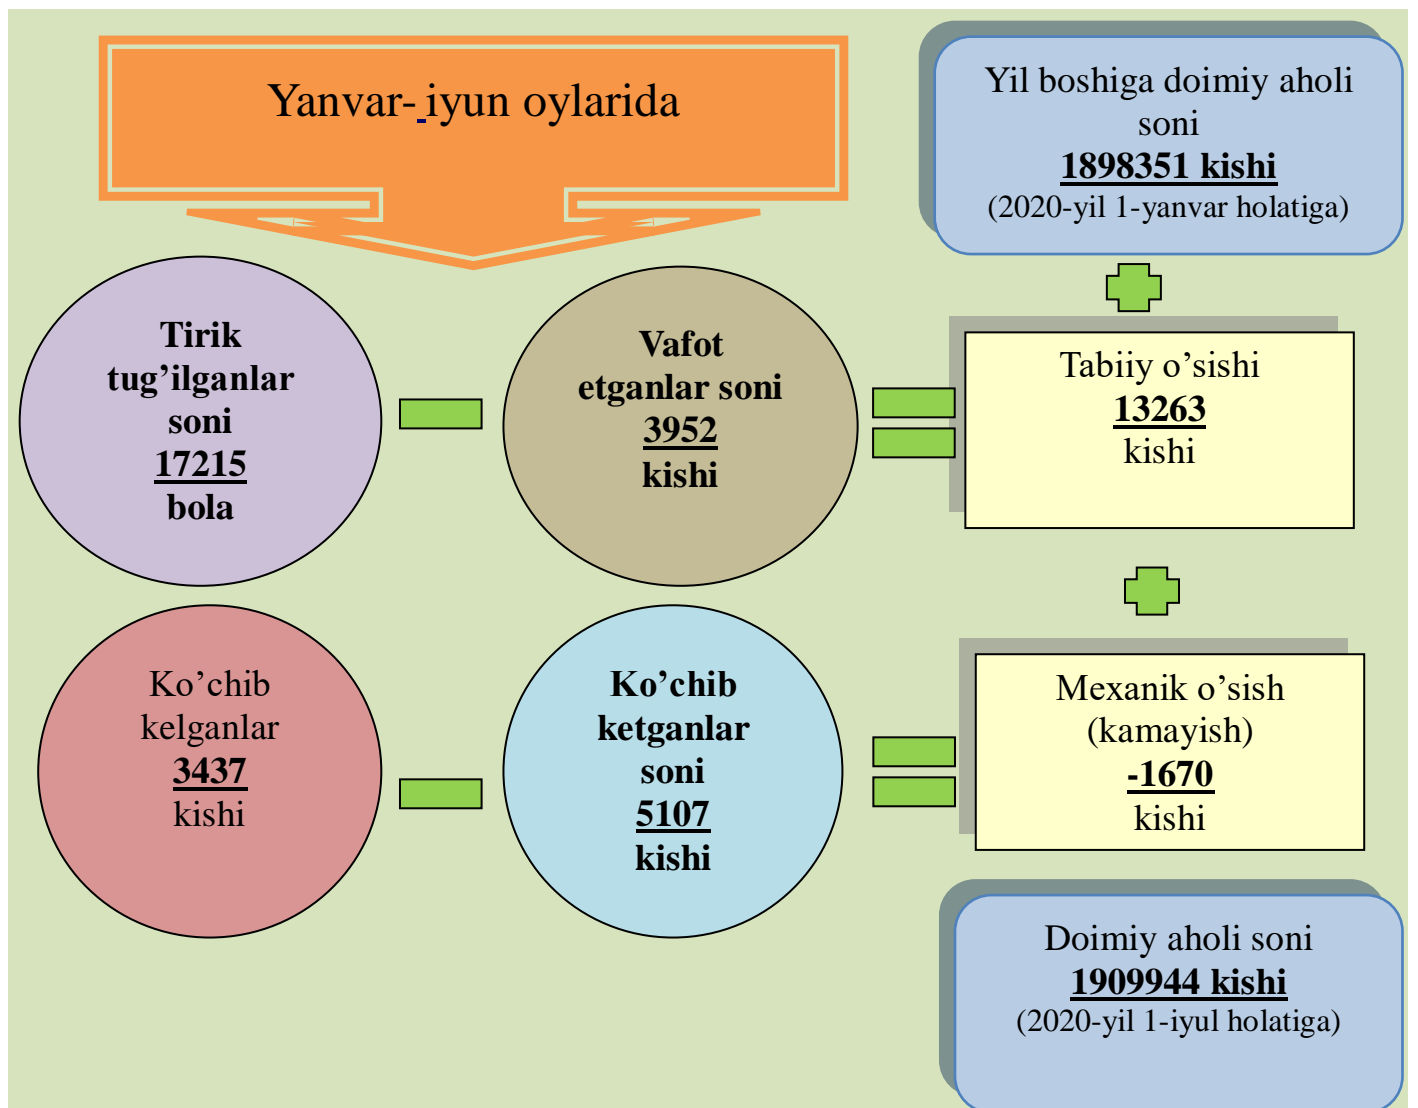 Yanvar- iyun oylarida
Yil boshiga doimiy aholi
soni
1898351 kishi
(2020-yil 1-yanvar holatiga)
Tirik
tug’ilganlar
soni
17215
bola
Vafot
etganlar soni
3952
kishi
Tabiiy o’sishi
13263
kishi
Ko’chib
kelganlar
3437
kishi
Ko’chib
ketganlar
soni
5107
kishi
Mexanik o’sish
(kamayish)
-1670
kishi
Doimiy aholi soni
1909944 kishi
(2020-yil 1-iyul holatiga)